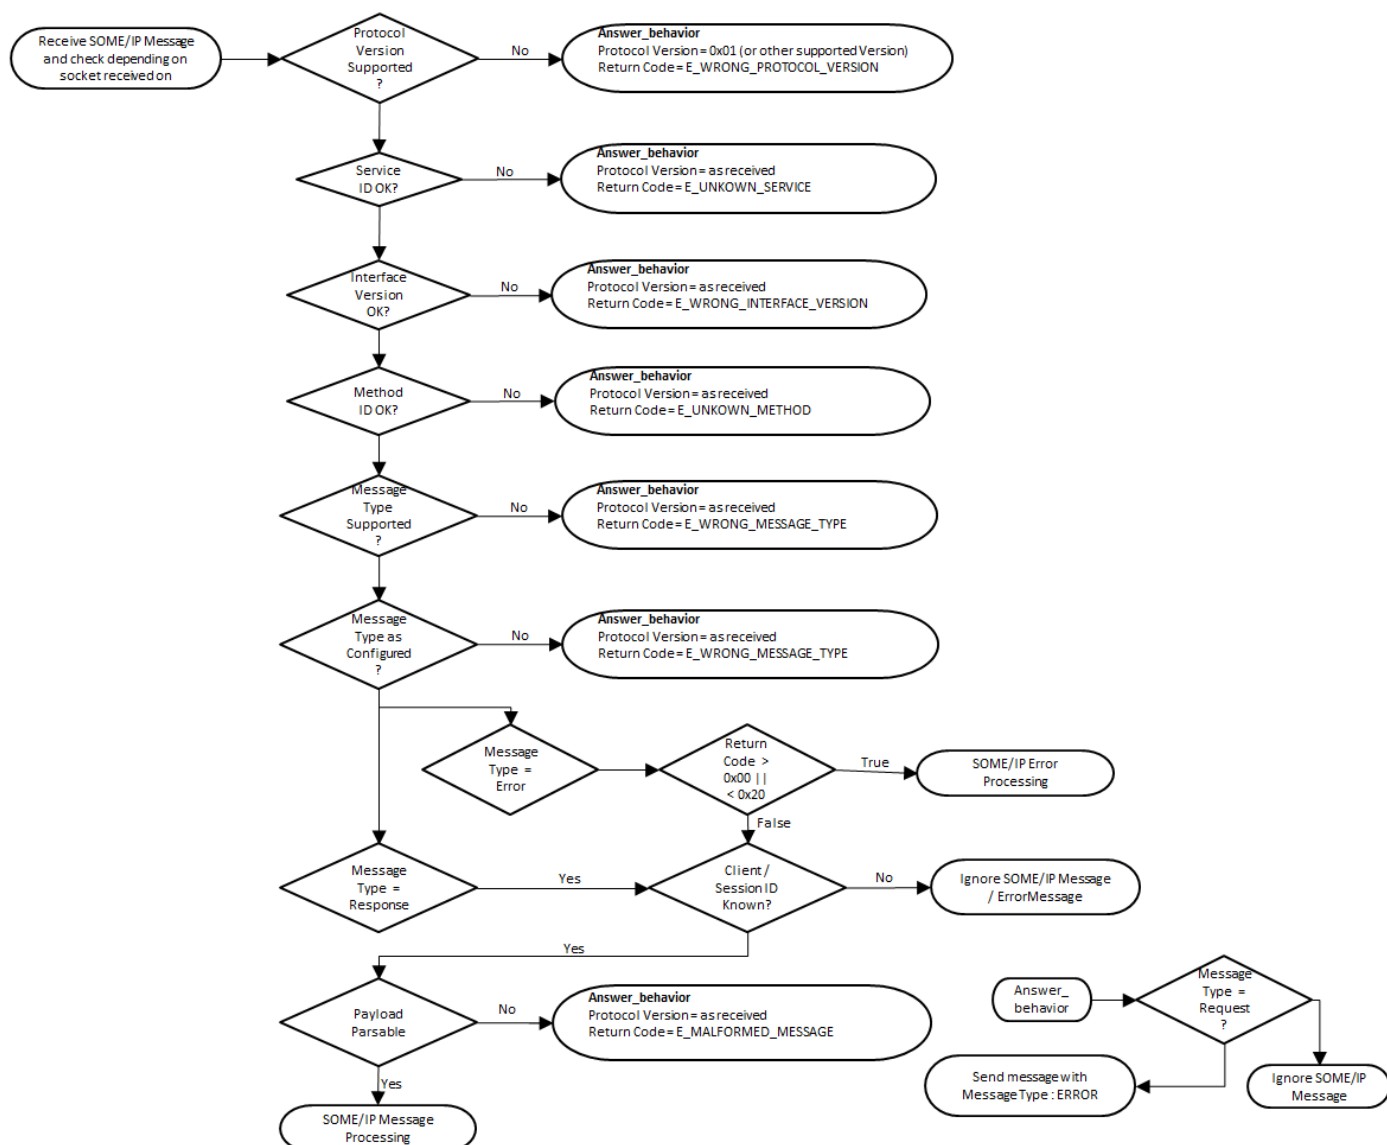 Receive SOME/IP Message
and check depending on
socket received on
Protocol
Version
Supported
?
No
Answer_behavior
Protocol Version = 0x01 (or other supported Version)
Return Code = E_WRONG_PROTOCOL_VERSION
Service
ID OK?
No
Answer_behavior
Protocol Version = as received
Return Code = E_UNKOWN_SERVICE
Interface
Version
OK?
No
Answer_behavior
Protocol Version = as received
Return Code = E_WRONG_INTERFACE_VERSION
Method
ID OK?
No
Answer_behavior
Protocol Version = as received
Return Code = E_UNKOWN_METHOD
Message
Type
Supported
?
No
Answer_behavior
Protocol Version = as received
Return Code = E_WRONG_MESSAGE_TYPE
Message
Type as
Configured
?
No
Answer_behavior
Protocol Version = as received
Return Code = E_WRONG_MESSAGE_TYPE
Message
Type =
Error
Return
Code >
0x00 ||
< 0x20
True
SOME/IP Error
Processing
False
Message
Type =
Response
Yes
Client /
Session ID
Known?
No
Ignore SOME/IP Message
/ ErrorMessage
Yes
Payload
Parsable
No
Answer_behavior
Protocol Version = as received
Return Code = E_MALFORMED_MESSAGE
Yes
SOME/IP Message
Processing
Answer_
behavior
Message
Type =
Request
?
Send message with
Message Type : ERROR
Ignore SOME/IP
Message